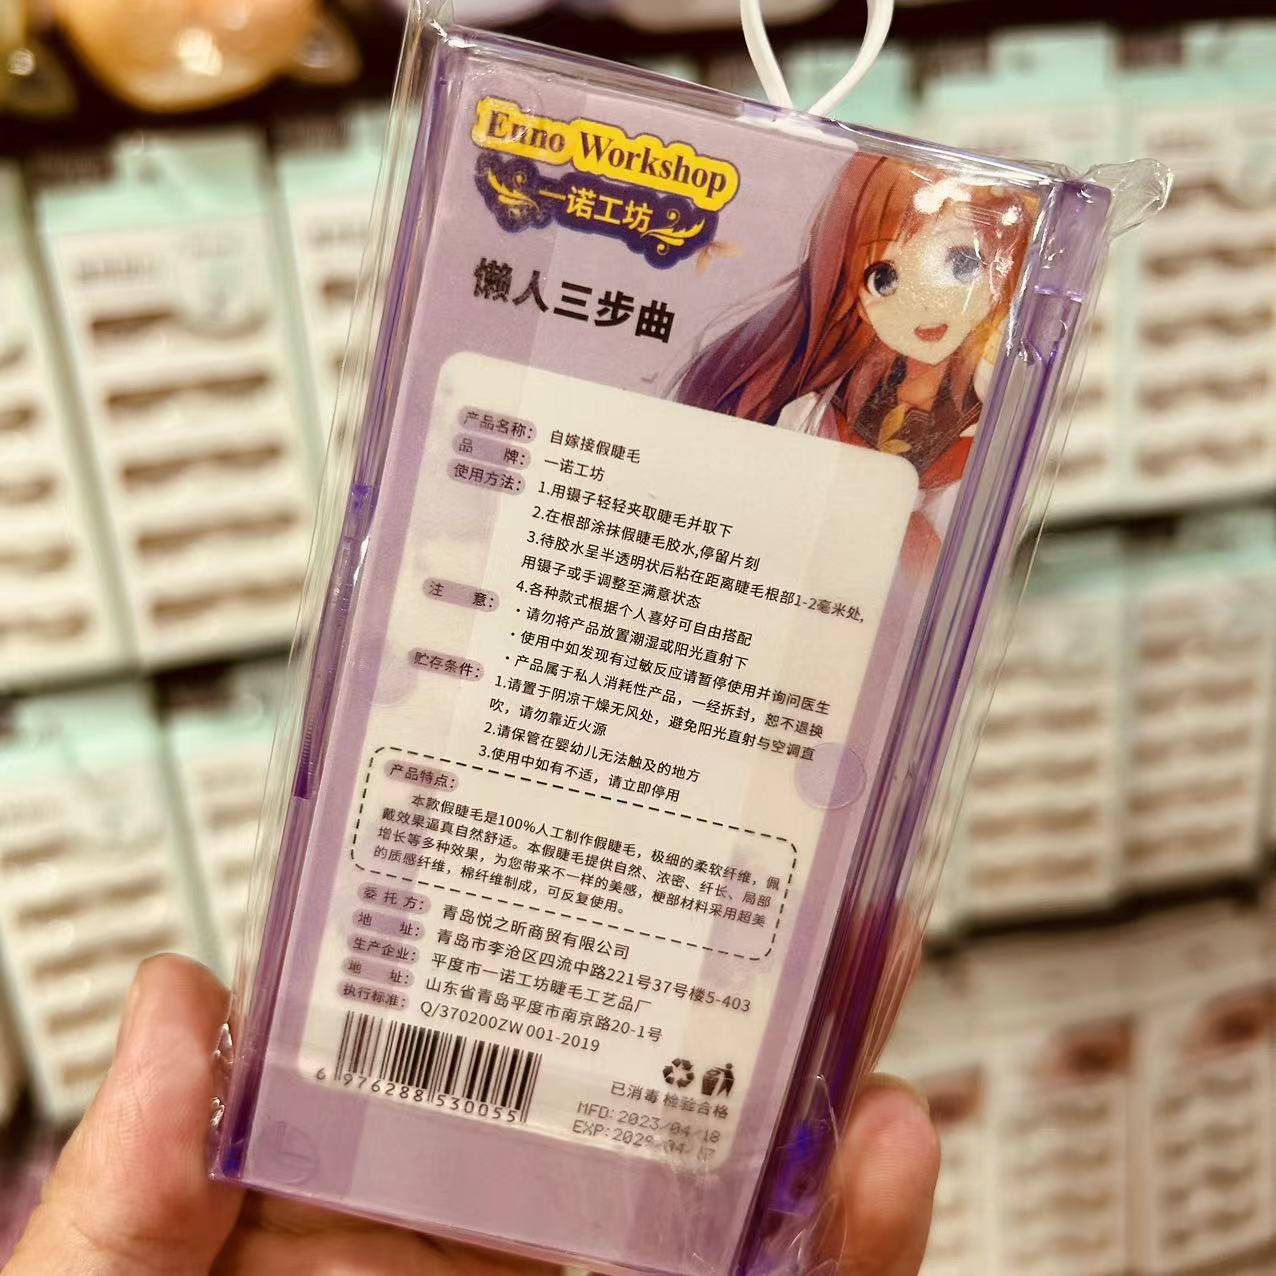 Enno Workshop
一诺工坊
懒人三步曲
产品名称： 自嫁接假睫毛
品 牌： 一诺工坊
使用方法： 1.用镊子轻轻夹取睫毛并取下
2.在根部涂抹假睫毛胶水,停留片刻
3.待胶水呈半透明状后粘在距离睫毛根部1-2毫米处,
用镊子或手调整至满意状态
4.各种款式根据个人喜好可自由搭配
注 意： ·请勿将产品放置潮湿或阳光直射下
·使用中如发现有过敏反应请暂停使用并询问医生
·产品属于私人消耗性产品，一经拆封，恕不退换
贮存条件： 1.请置于阴凉干燥无风处，避免阳光直射与空调直
吹，请勿靠近火源
2.请保管在婴幼儿无法触及的地方
3.使用中如有不适，请立即停用
产品特点：
本款假睫毛是100%人工制作假睫毛，极细的柔软纤维，佩
戴效果逼真自然舒适。本假睫毛提供自然、浓密、纤长、局部
增长等多种效果，为您带来不一样的美感，梗部材料采用超美
的质感纤维，棉纤维制成，可反复使用。
委 托 方： 青岛悦之昕商贸有限公司
地 址： 青岛市李沧区四流中路221号37号楼5-403
生产企业： 平度市一诺工坊睫毛工艺品厂
地 址： 山东省青岛平度市南京路20-1号
执行标准： Q/370200ZW 001-2019
6 976288 530055
已消毒 检验合格
MFD:2023/04/18
EXP:2028/04/17